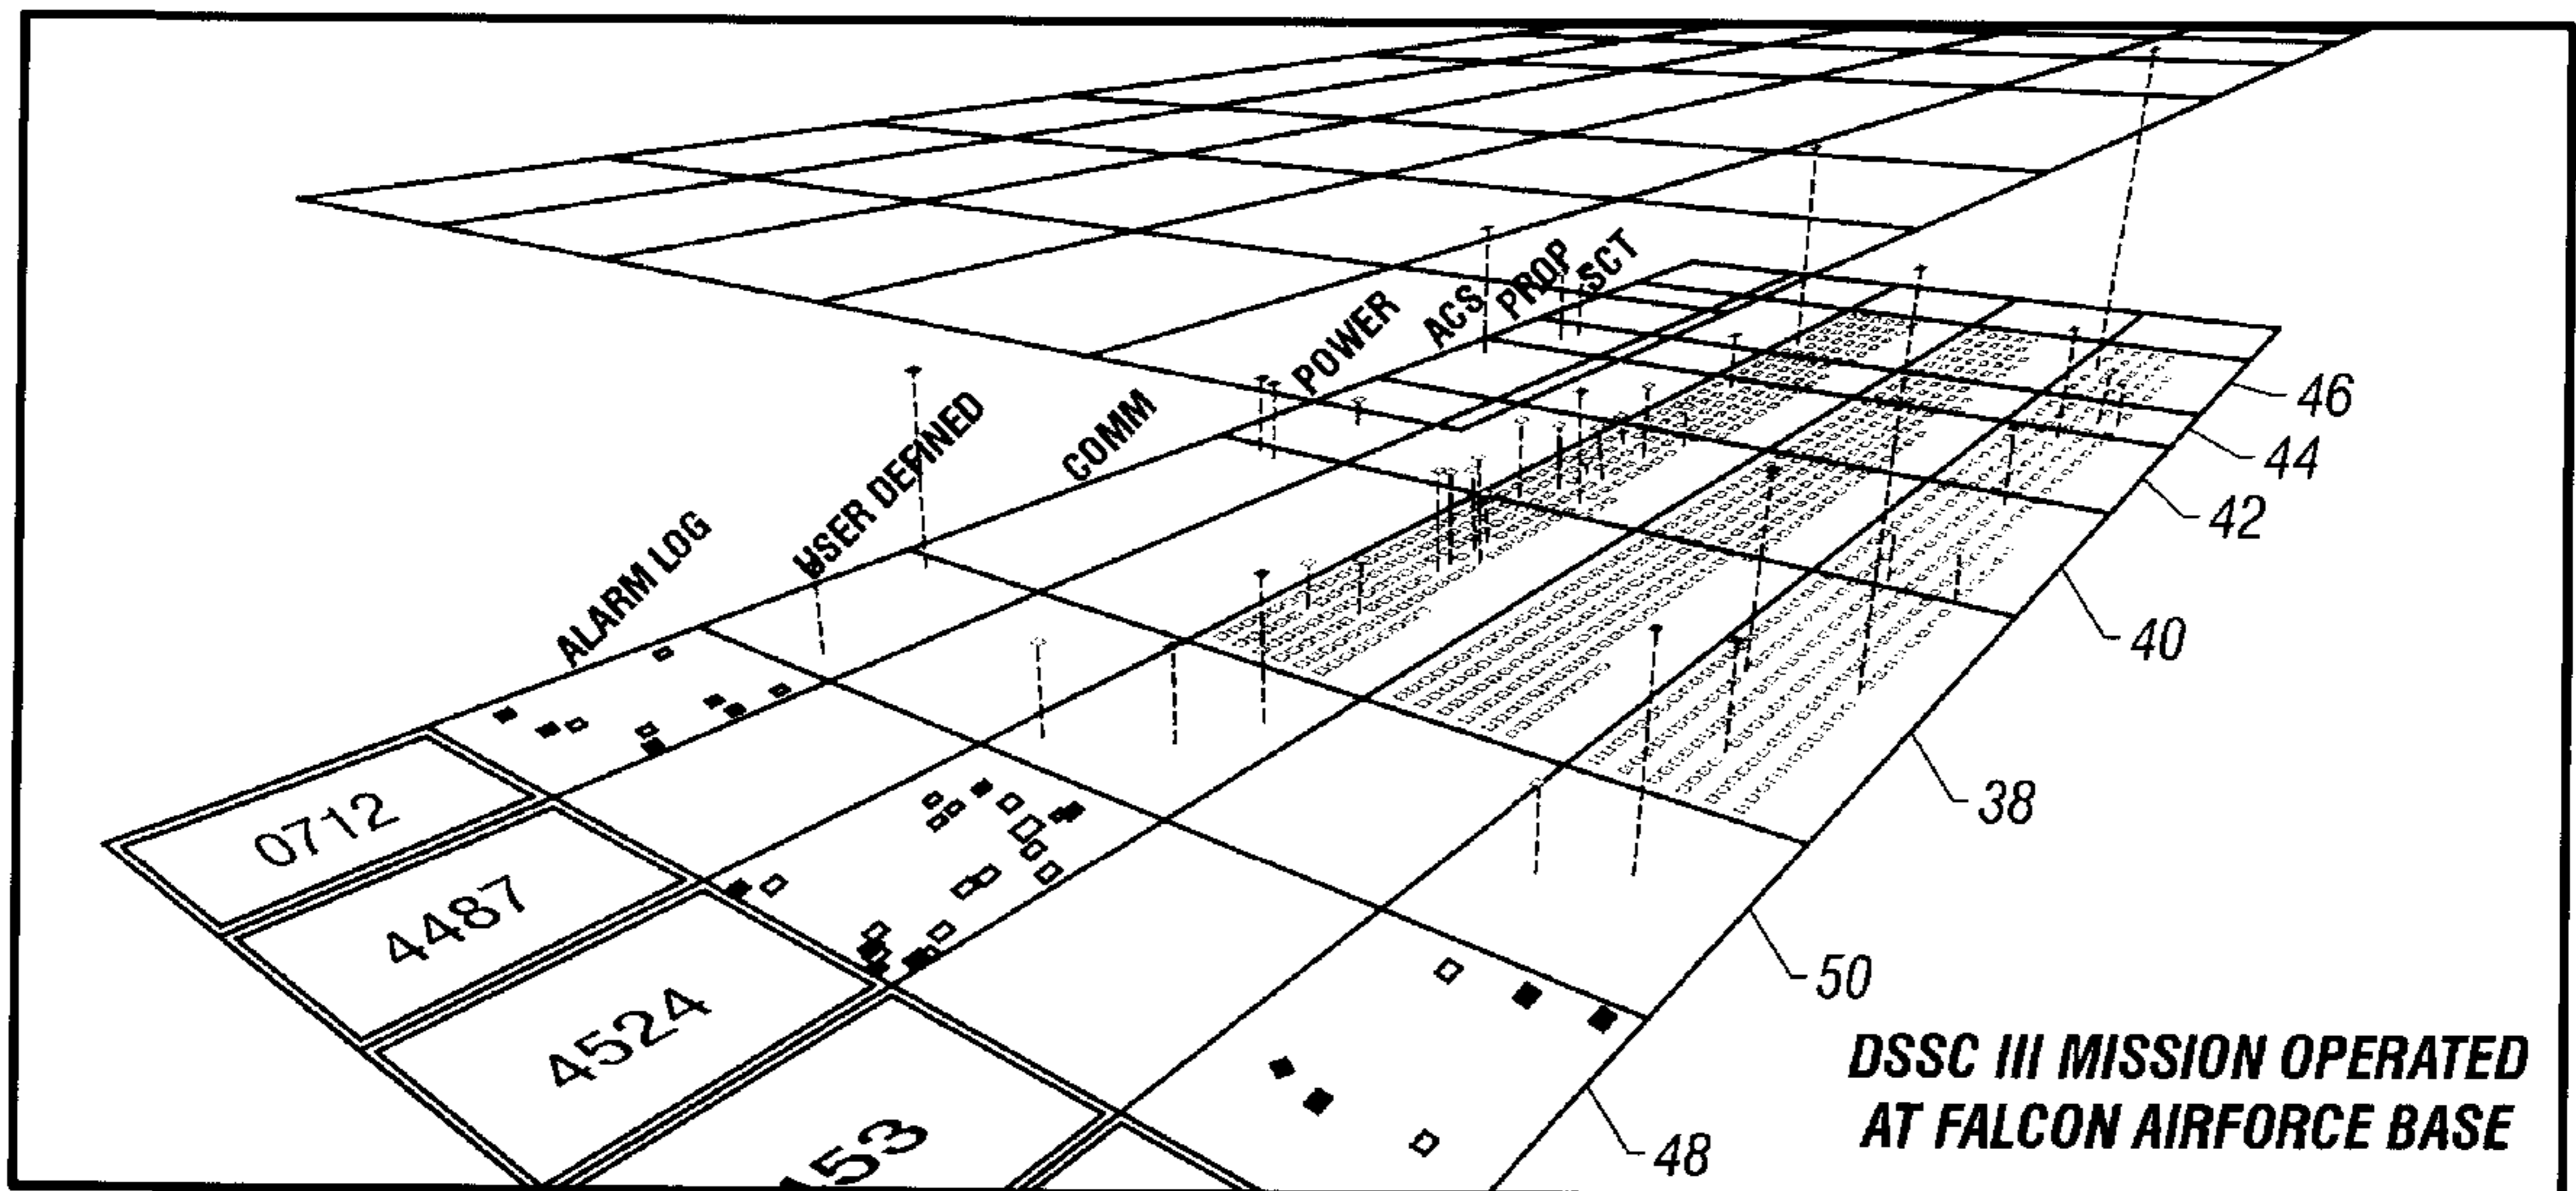 SCT
PROP
ACS
POWER
COMM
USER DEFINED
ALARM LOG
46
44
42
40
38
50
48
0712
4487
4524
153
DSSC III MISSION OPERATED
AT FALCON AIRFORCE BASE